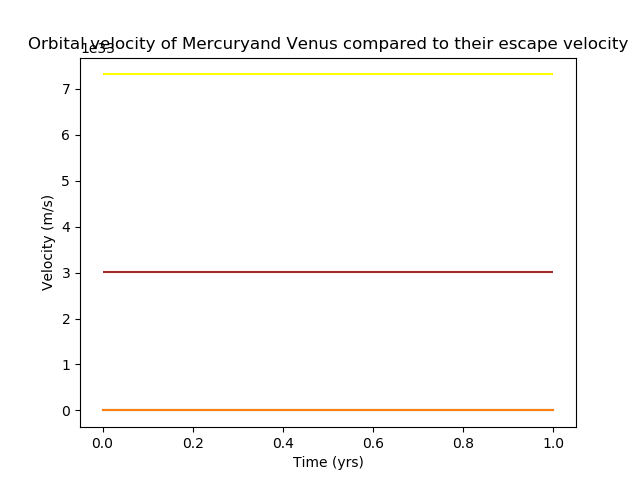 Orbital velocity of Mercuryand Venus compared to their escape velocity
1e33
7
6
5
4
3
2
1
0
Velocity (m/s)
0.0 0.2 0.4 0.6 0.8 1.0
Time (yrs)